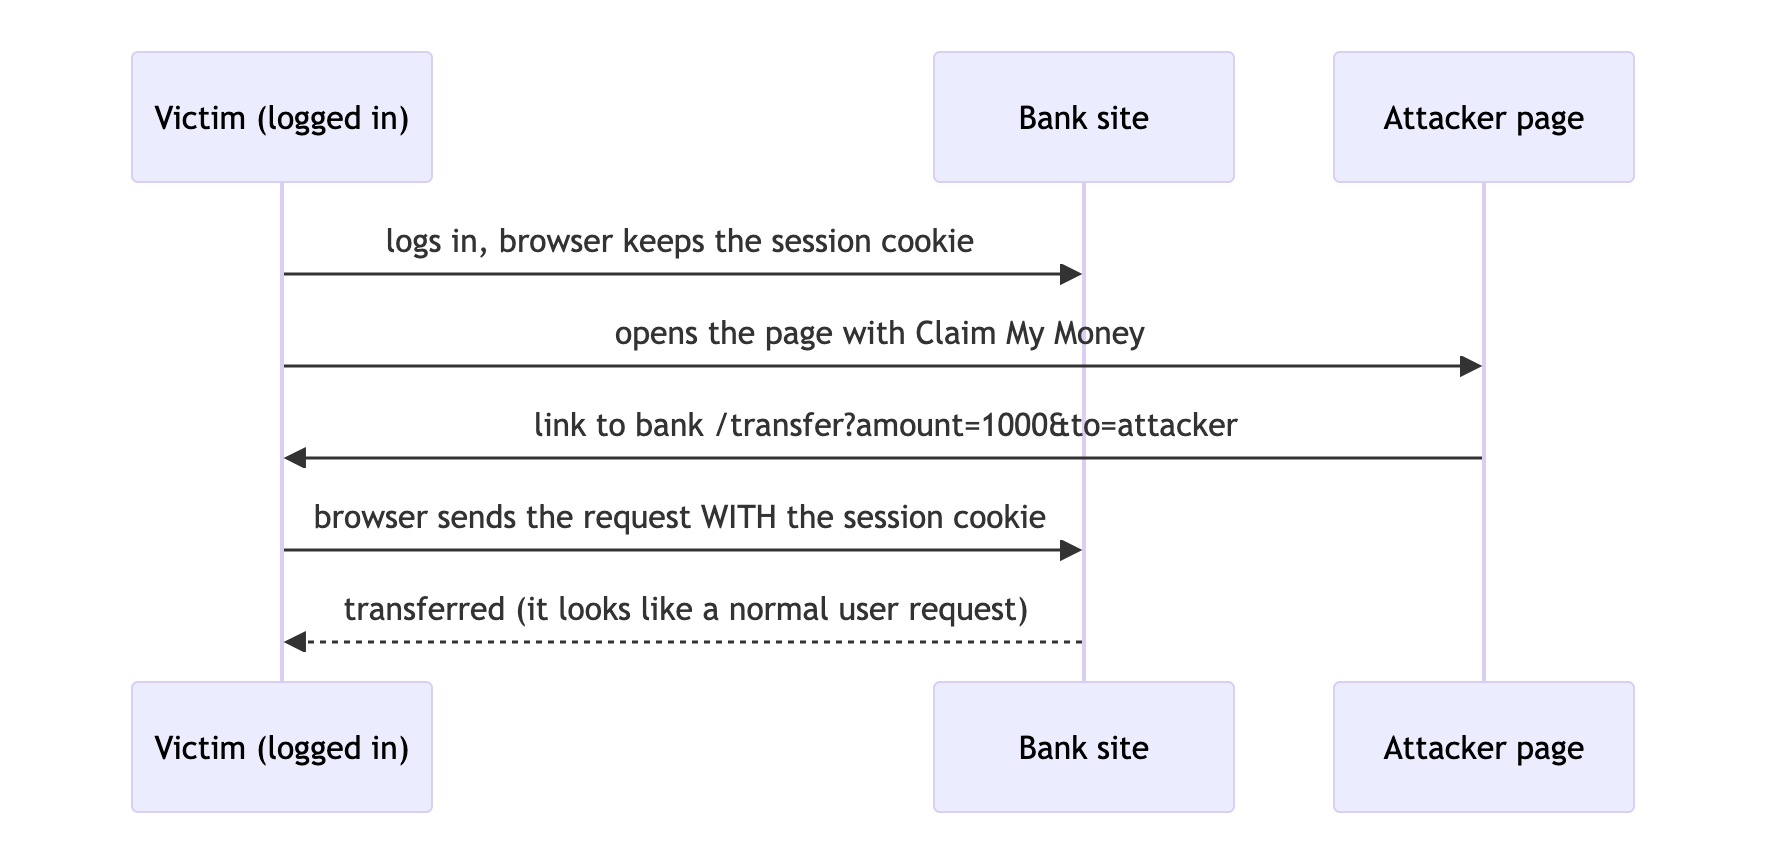 Victim (logged in)
Bank site
Attacker page
logs in, browser keeps the session cookie
opens the page with Claim My Money
link to bank /transfer?amount=1000&to=attacker
browser sends the request WITH the session cookie
transferred (it looks like a normal user request)
Victim (logged in)
Bank site
Attacker page